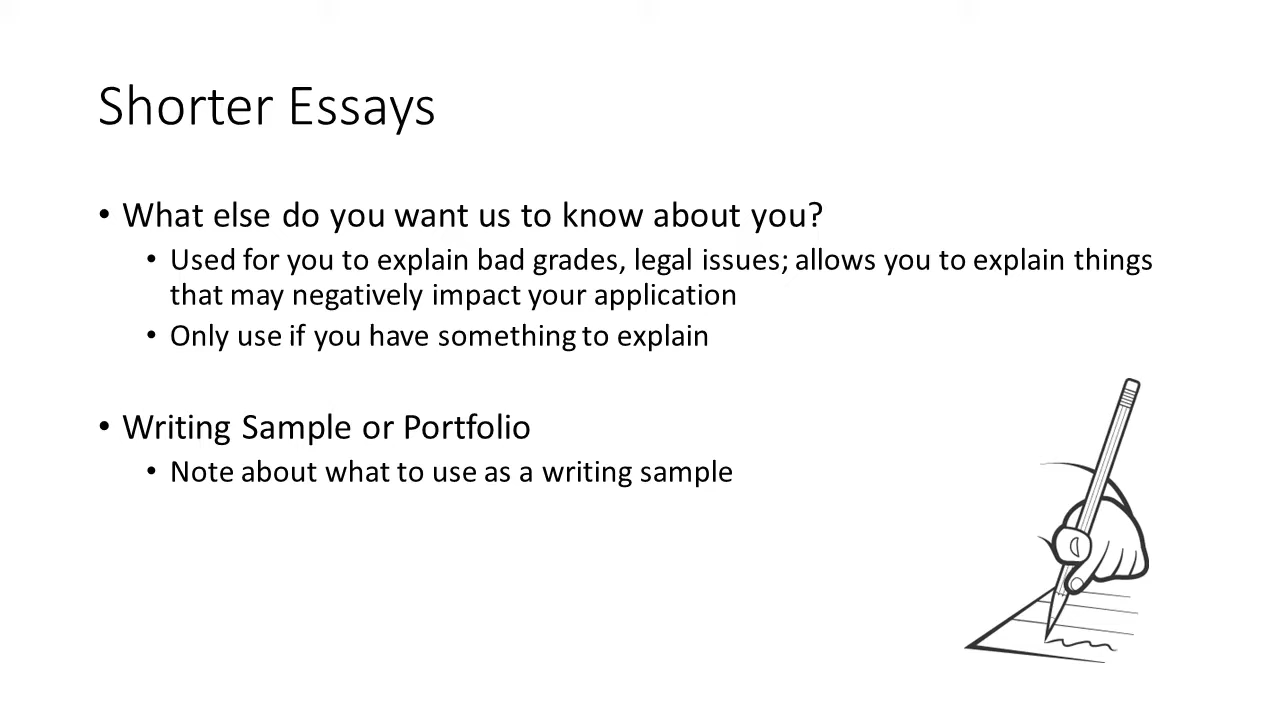 Shorter Essays
• What else do you want us to know about you?
• Used for you to explain bad grades, legal issues; allows you to explain things
that may negatively impact your application
• Only use if you have something to explain
• Writing Sample or Portfolio
• Note about what to use as a writing sample